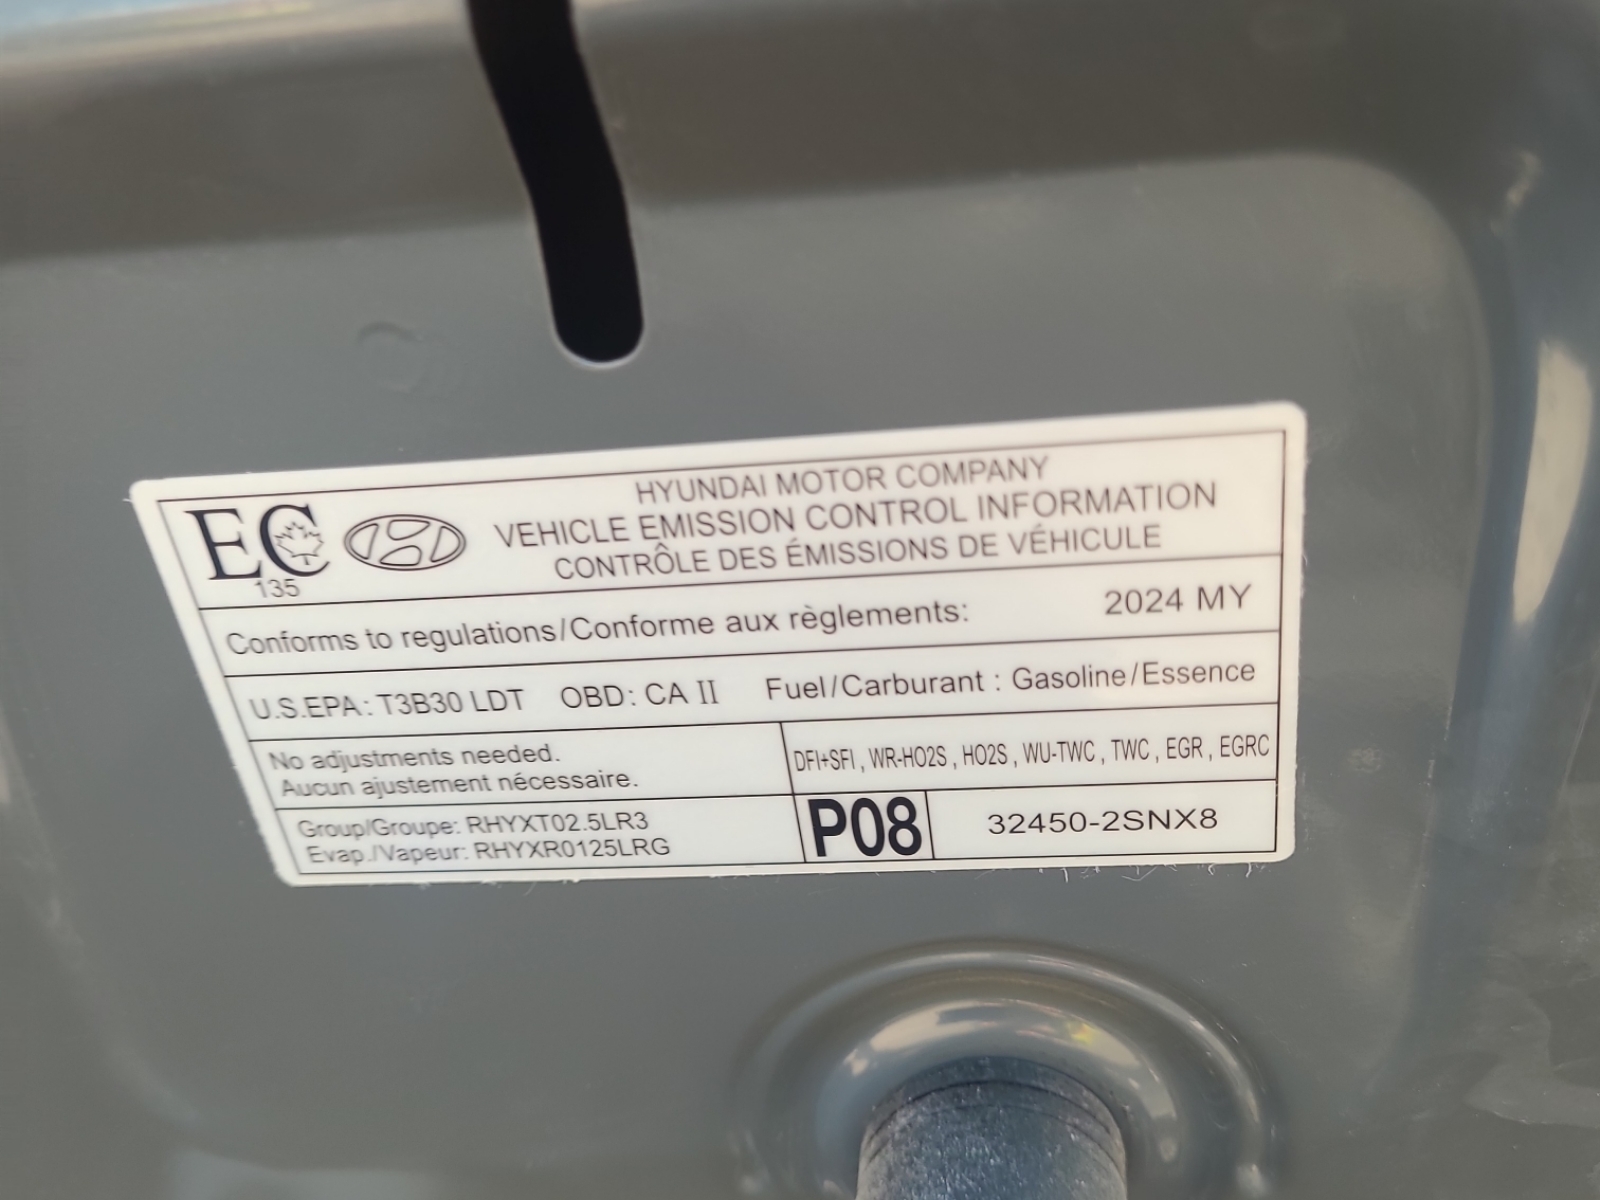 EC
135
HYUNDAI MOTOR COMPANY
VEHICLE EMISSION CONTROL INFORMATION
CONTRÔLE DES ÉMISSIONS DE VÉHICULE
Conforms to regulations/Conforme aux règlements: 2024 MY
U.S.EPA: T3B30 LDT OBD: CA II Fuel/Carburant : Gasoline/Essence
No adjustments needed.
Aucun ajustement nécessaire.
DFI+SFI , WR-HO2S , HO2S , WU-TWC , TWC , EGR , EGRC
Group/Groupe: RHYXT02.5LR3
Evap./Vapeur: RHYXR0125LRG
P08
32450-2SNX8